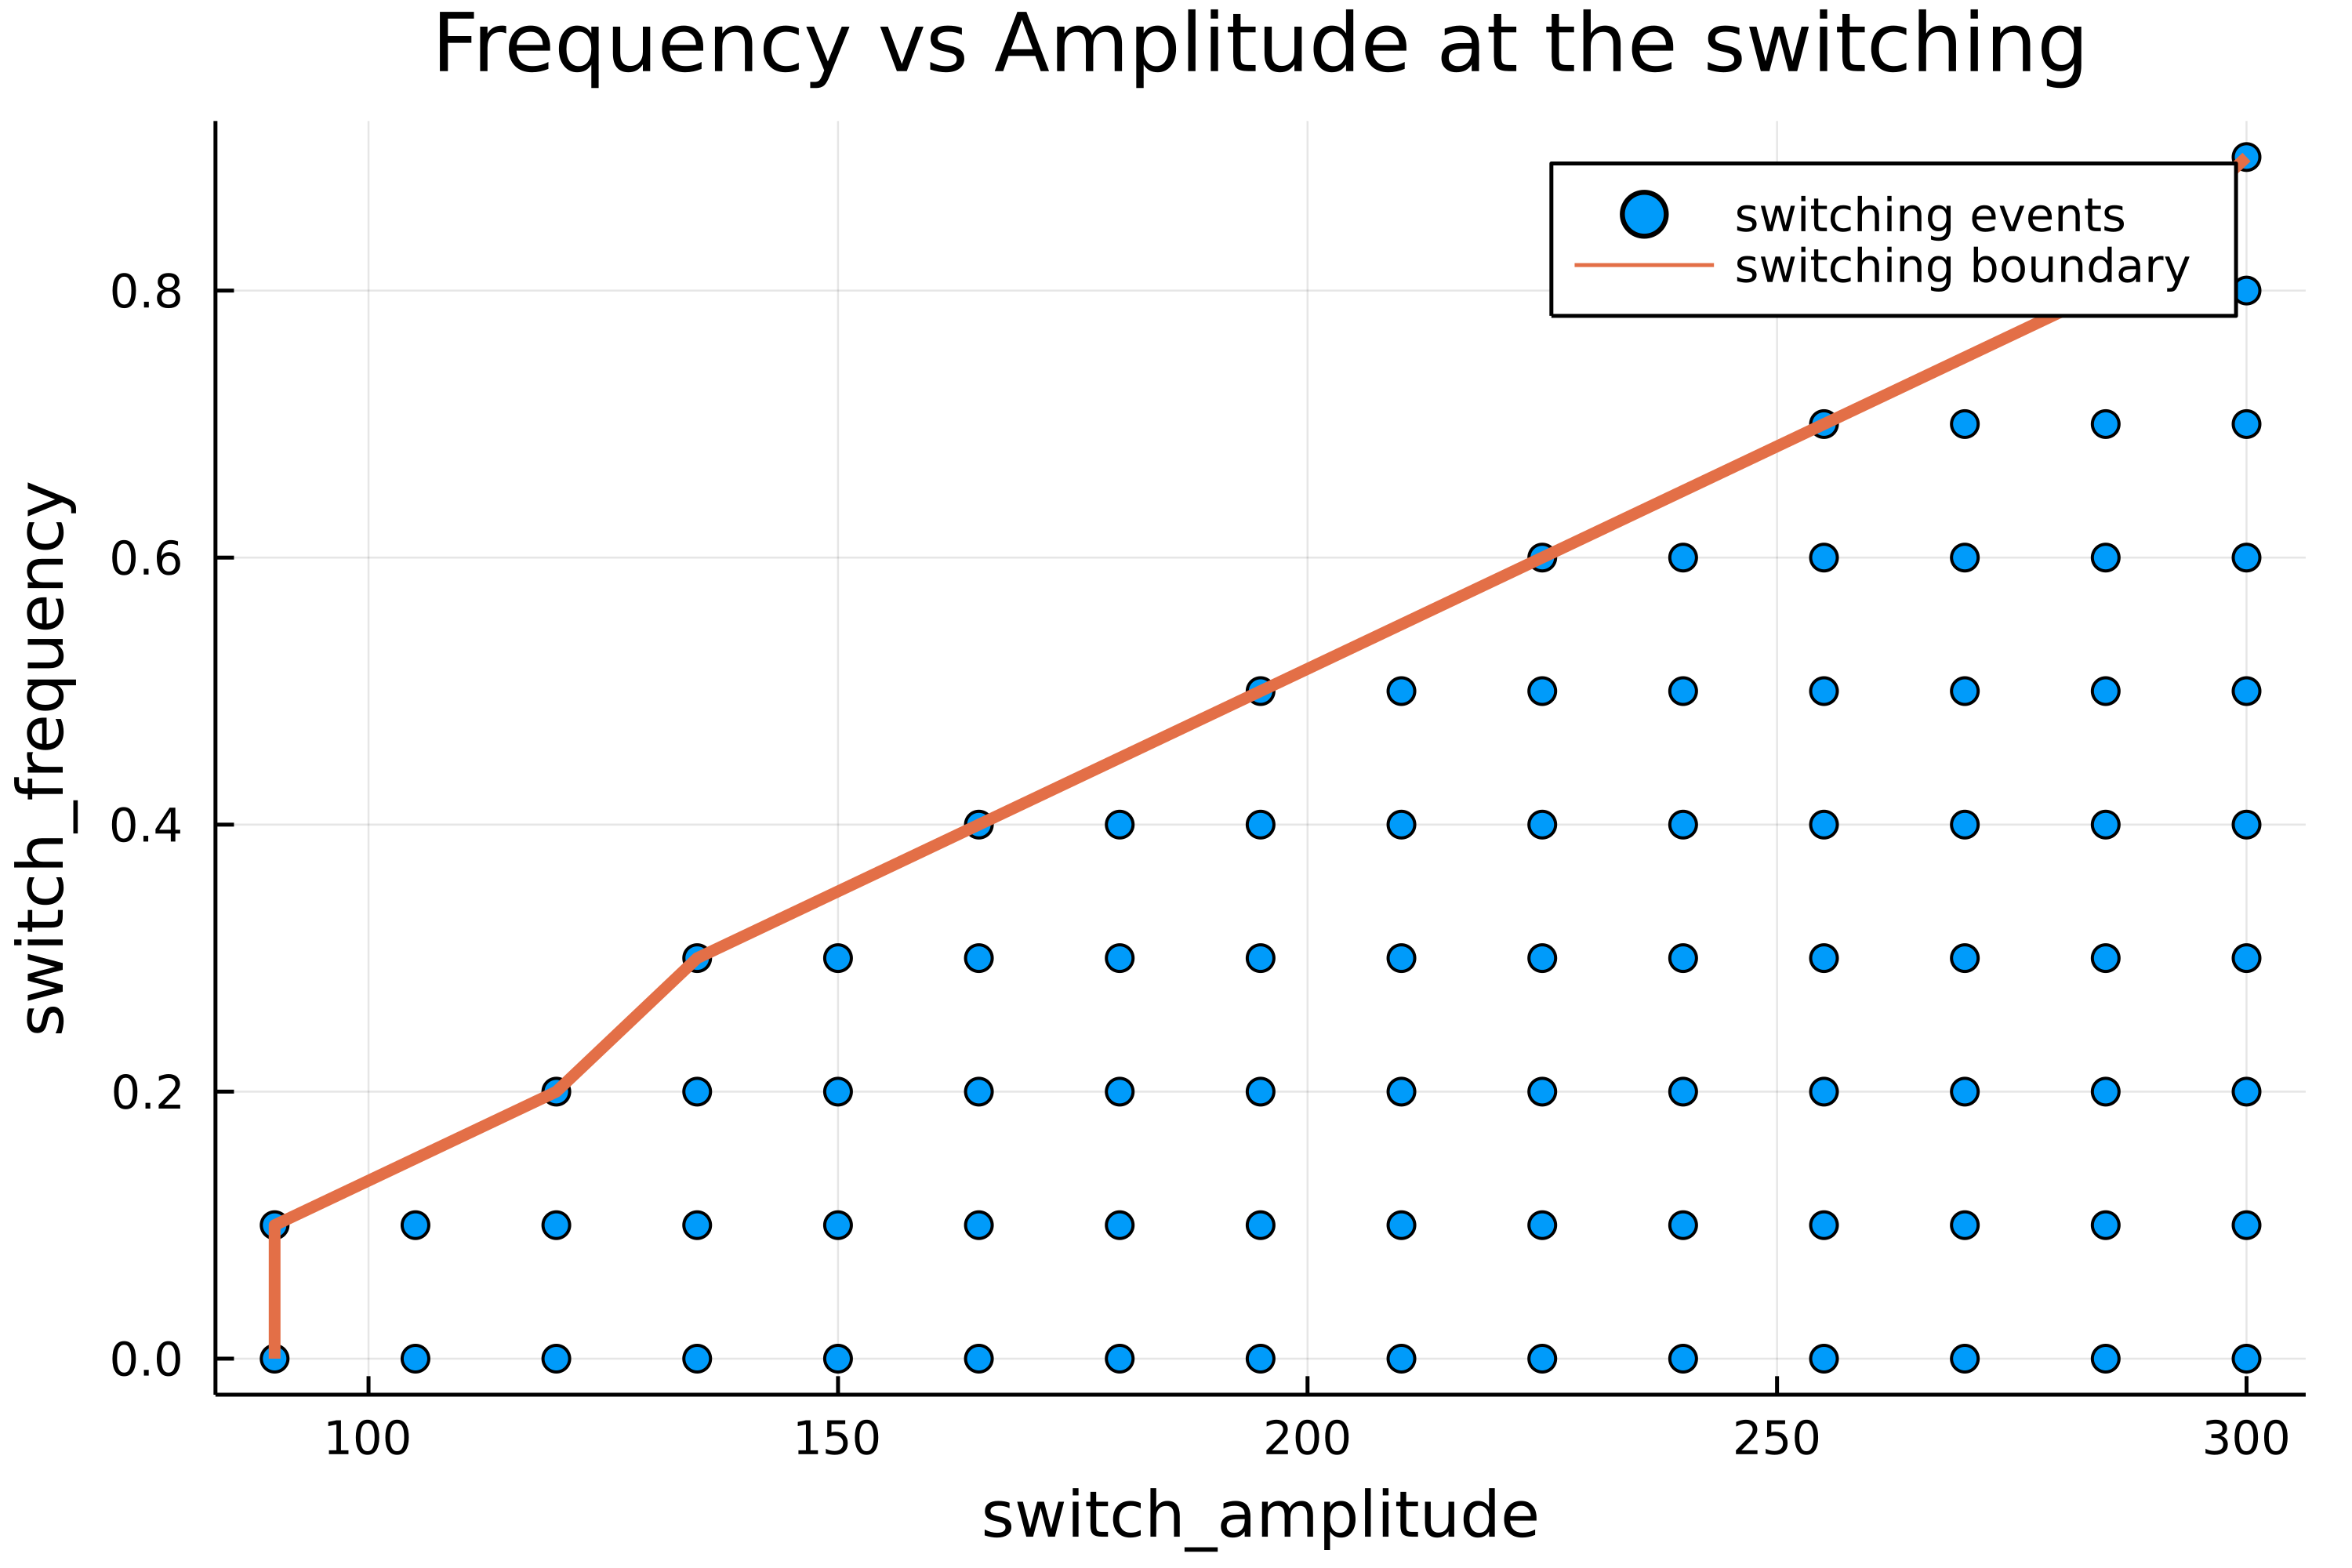 Frequency vs Amplitude at the switching
switching events
switching boundary
switch_frequency
0.8
0.6
0.4
0.2
0.0
100 150 200 250 300
switch_amplitude